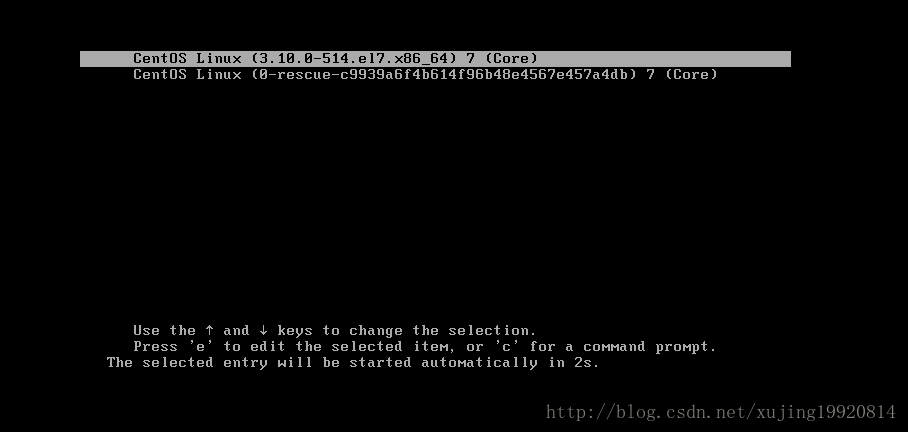 CentOS Linux (3.10.0-514.el7.x86_64) 7 (Core)
CentOS Linux (0-rescue-c9939a6f4b614f96b48e4567e457a4db) 7 (Core)
Use the ↑ and ↓ keys to change the selection.
Press 'e' to edit the selected item, or 'c' for a command prompt.
The selected entry will be started automatically in 2s.
http://blog.csdn.net/xujing19920814